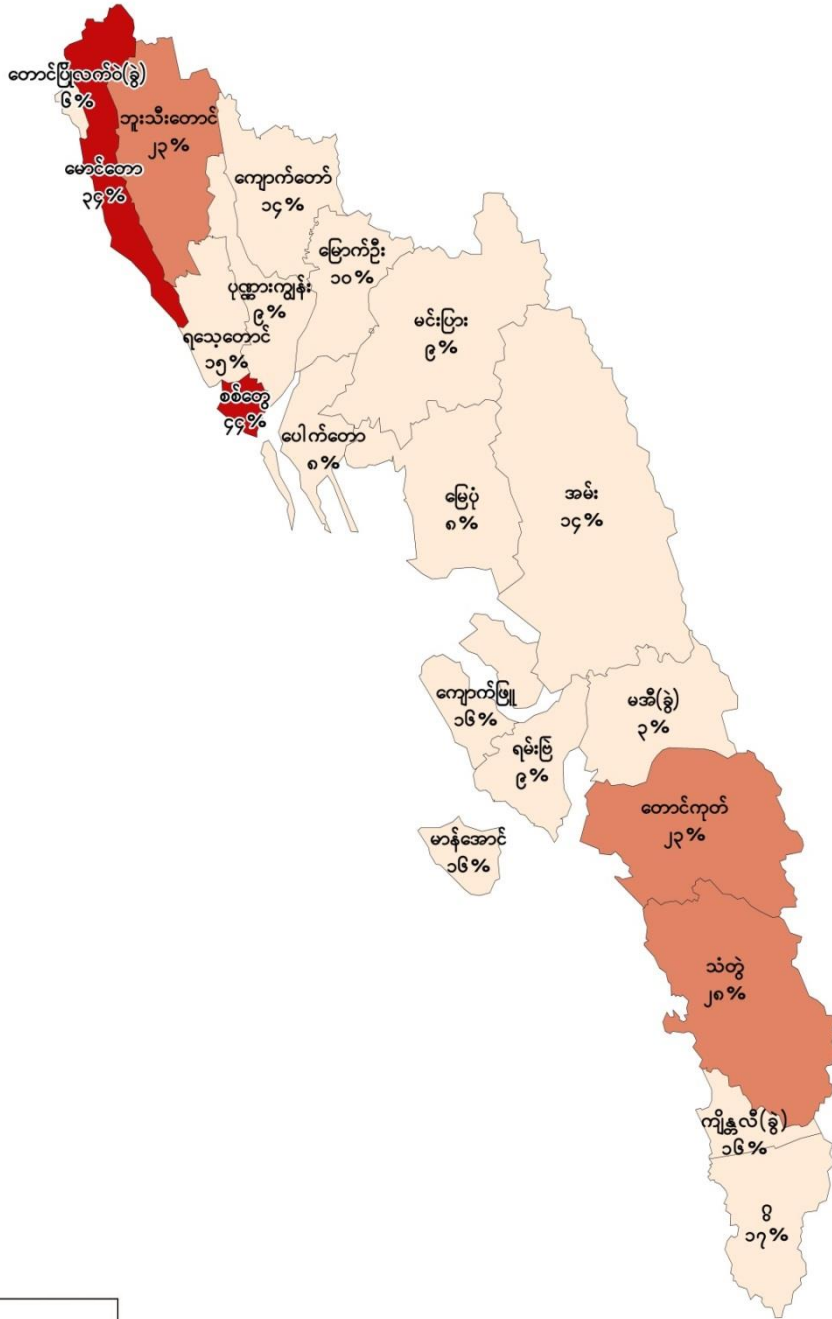 တောင်ပြိုလက်ဝဲ(ခွဲ)
၆%
ဘူးသီးတောင်
၂၃%
မောင်တော
၃၄%
ကျောက်တော်
၁၄%
မြောက်ဦး
၁၀%
ပုဏ္ဏားကျွန်း
၉%
မင်းပြား
၉%
ရသေ့တောင်
၁၅%
စစ်တွေ
၄၄%
ပေါက်တော
၈%
မြေပုံ
၈%
အမ်း
၁၄%
ကျောက်ဖြူ
၁၆%
မအီ(ခွဲ)
၃%
ရမ်းဗြဲ
၉%
တောင်ကုတ်
၂၃%
မာန်အောင်
၁၆%
သံတွဲ
၂၈%
ကျိန္တလီ(ခွဲ)
၁၆%
ဂွ
၁၇%